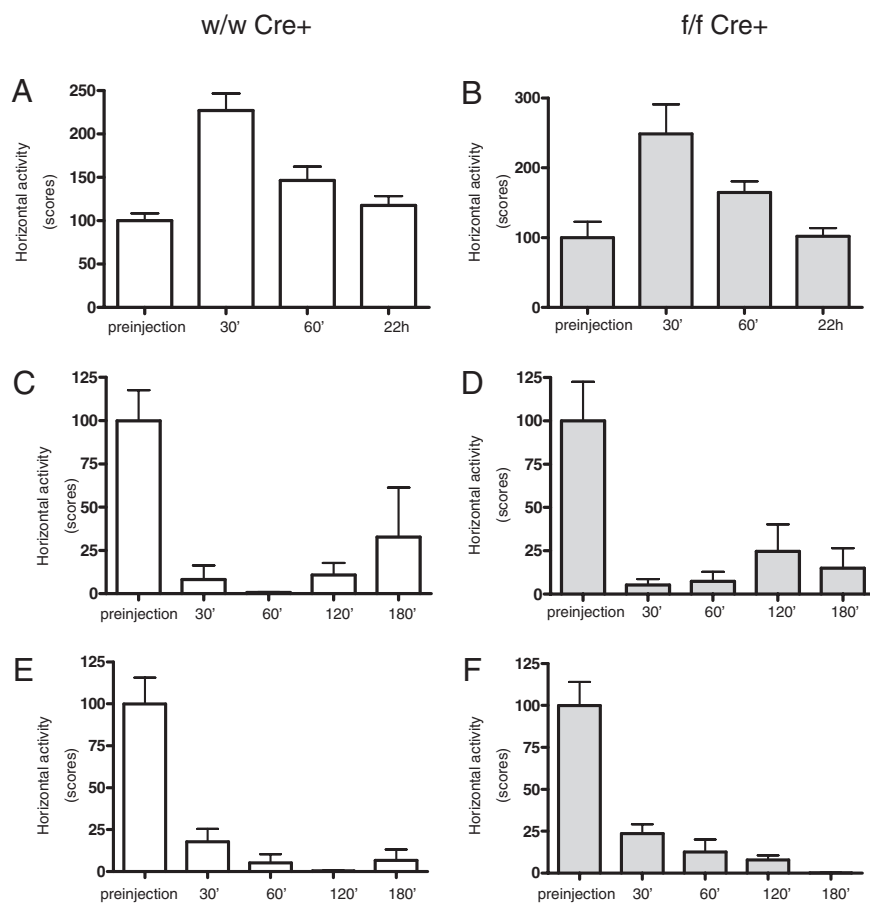 w/w Cre+
f/f Cre+
A
Horizontal activity
(scores)
250
200
150
100
50
0
preinjection 30’ 60’ 22h
B
Horizontal activity
(scores)
300
200
100
0
preinjection 30’ 60’ 22h
C
Horizontal activity
(scores)
125
100
75
50
25
0
preinjection 30’ 60’ 120’ 180’
D
Horizontal activity
(scores)
125
100
75
50
25
0
preinjection 30’ 60’ 120’ 180’
E
Horizontal activity
(scores)
125
100
75
50
25
0
preinjection 30’ 60’ 120’ 180’
F
Horizontal activity
(scores)
125
100
75
50
25
0
preinjection 30’ 60’ 120’ 180’